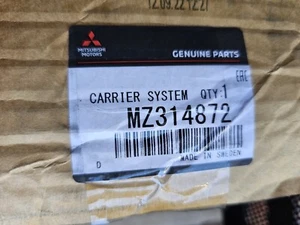 MITSUBISHI
MOTORS
GENUINE PARTS
EAC
CARRIER SYSTEM QTY:1
MZ314872
D MADE IN SWEDEN